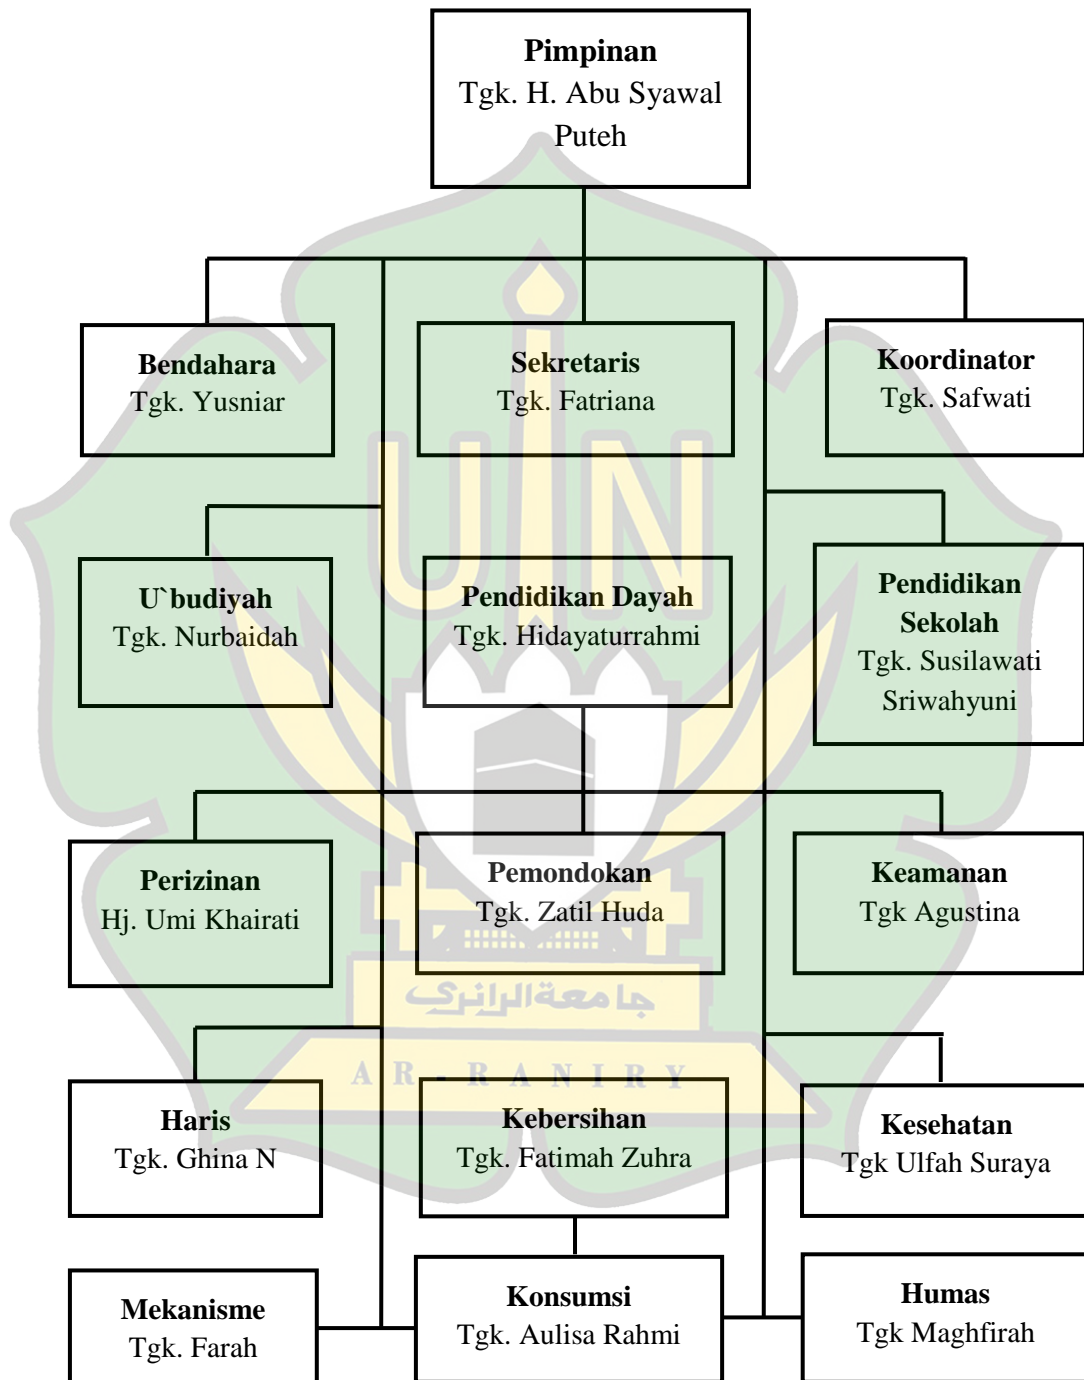 Pimpinan
Tgk. H. Abu Syawal
Puteh
Bendahara
Tgk. Yusniar
Sekretaris
Tgk. Fatriana
Koordinator
Tgk. Safwati
UIN
U`budiyah
Tgk. Nurbaidah
Pendidikan Dayah
Tgk. Hidayaturrahmi
Pendidikan
Sekolah
Tgk. Susilawati
Sriwahyuni
Perizinan
Hj. Umi Khairati
Pemondokan
Tgk. Zatil Huda
Keamanan
Tgk Agustina
جامعة الرانري
AR-RANIRY
Haris
Tgk. Ghina N
Kebersihan
Tgk. Fatimah Zuhra
Kesehatan
Tgk Ulfah Suraya
Mekanisme
Tgk. Farah
Konsumsi
Tgk. Aulisa Rahmi
Humas
Tgk Maghfirah